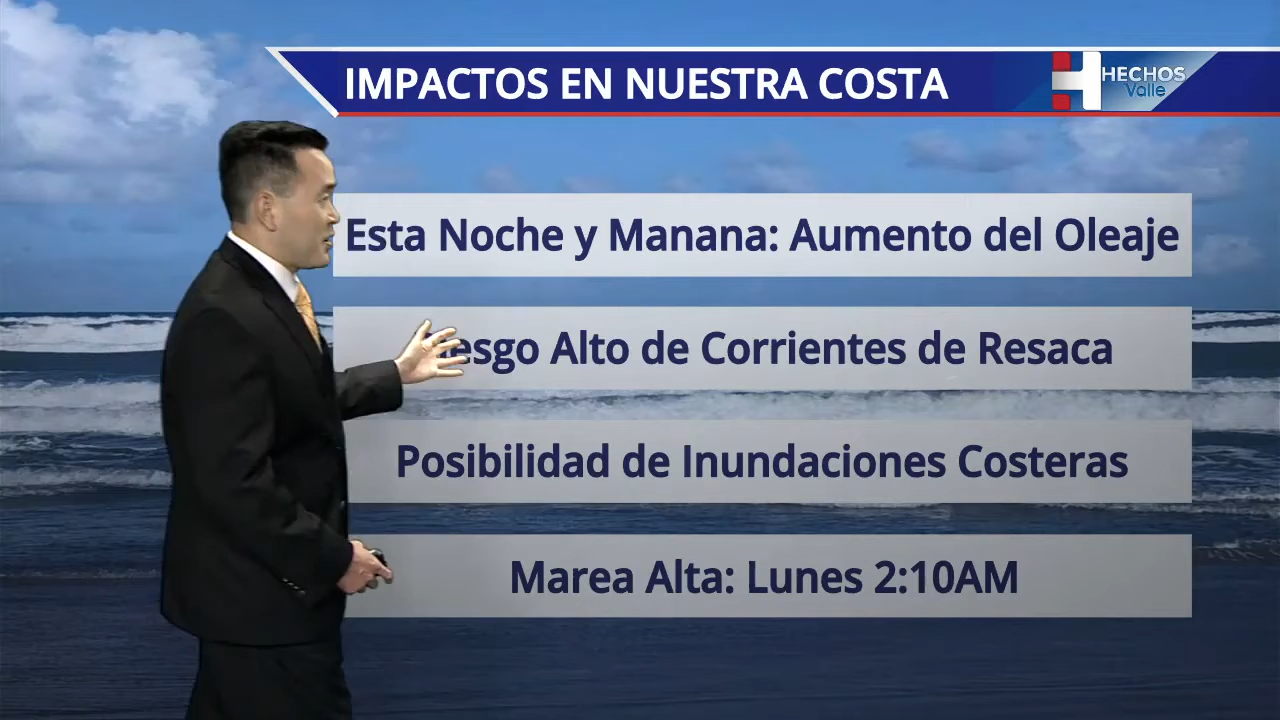 IMPACTOS EN NUESTRA COSTA
HECHOS
Valle
Esta Noche y Manana: Aumento del Oleaje
Alto de Corrientes de Resaca
Posibilidad de Inundaciones Costeras
Marea Alta: Lunes 2:10AM